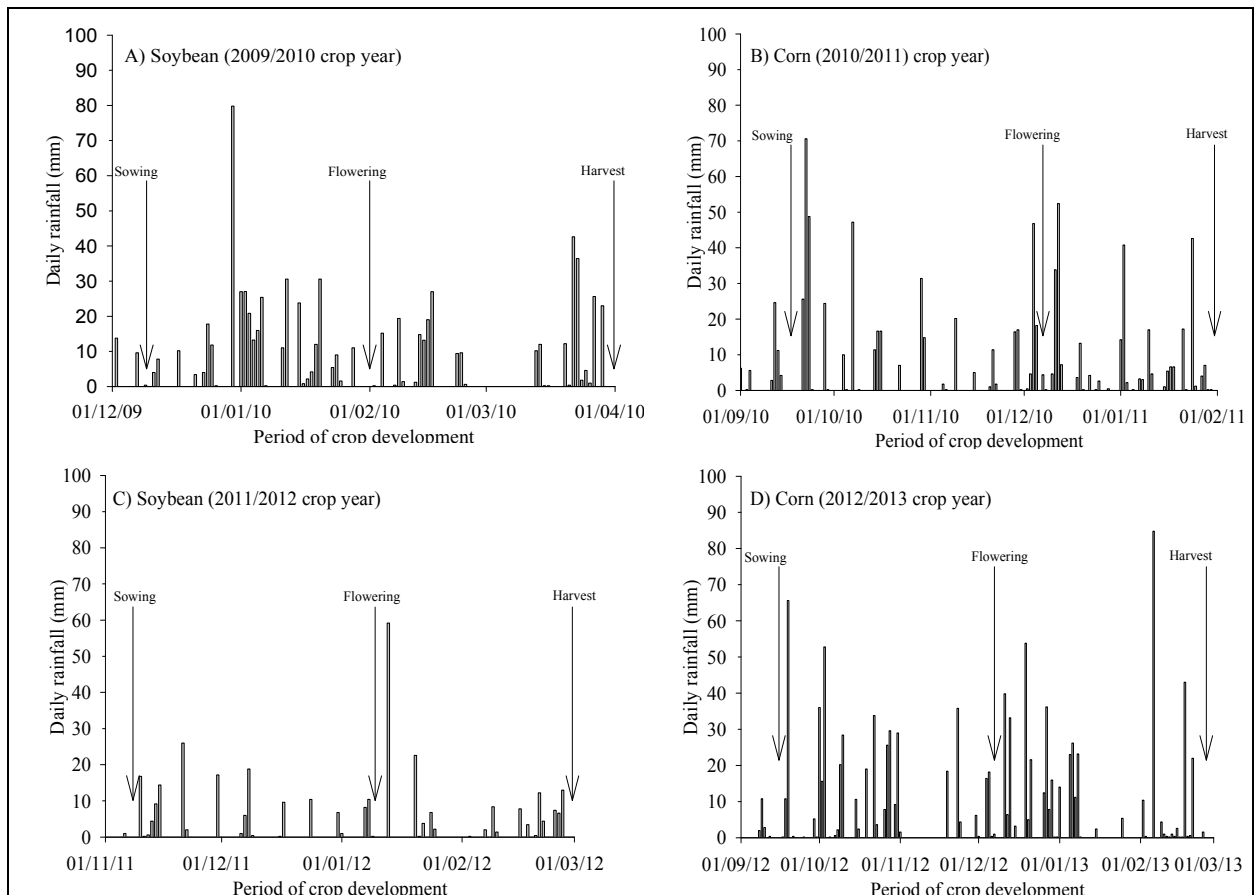 A) Soybean (2009/2010 crop year)
Daily rainfall (mm)
100
90
80
70
60
50
40
30
20
10
0
Sowing
Flowering
Harvest
01/12/09 01/01/10 01/02/10 01/03/10 01/04/10
Period of crop development
B) Corn (2010/2011) crop year)
Daily rainfall (mm)
100
90
80
70
60
50
40
30
20
10
0
Sowing
Flowering
Harvest
01/09/10 01/10/10 01/11/10 01/12/10 01/01/11 01/02/11
Period of crop development
C) Soybean (2011/2012 crop year)
Daily rainfall (mm)
100
90
80
70
60
50
40
30
20
10
0
Sowing
Flowering
Harvest
01/11/11 01/12/11 01/01/12 01/02/12 01/03/12
Period of crop development
D) Corn (2012/2013 crop year)
Daily rainfall (mm)
100
90
80
70
60
50
40
30
20
10
0
Sowing
Flowering
Harvest
01/09/12 01/10/12 01/11/12 01/12/12 01/01/13 01/02/13 01/03/13
Period of crop development